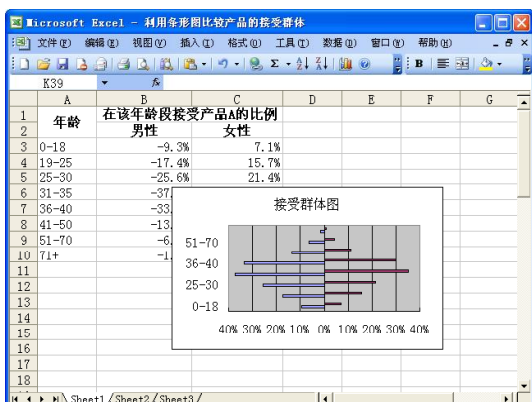 Microsoft Excel - 利用条形图比较产品的接受群体
文件(F) 编辑(E) 视图(V) 插入(I) 格式(O) 工具(T) 数据(D) 窗口(W) 帮助(H)
K39 fx
A B C D E F G
1 年龄 在该年龄段接受产品A的比例
2 男性 女性
3 0-18 -9.3% 7.1%
4 19-25 -17.4% 15.7%
5 25-30 -25.6% 21.4%
6 31-35 -37.
7 36-40 -33.
8 41-50 -13.
9 51-70 -6.
10 71+ -1.
11
12
13
14
15
16
17
18
接受群体图
51-70
36-40
25-30
0-18
40% 30% 20% 10% 0% 10% 20% 30% 40%
Sheet1 Sheet2 Sheet3